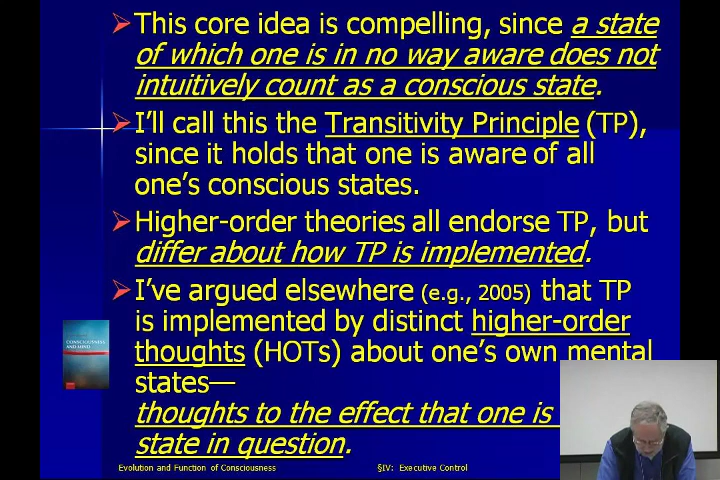 This core idea is compelling, since a state
of which one is in no way aware does not
intuitively count as a conscious state.
I'll call this the Transitivity Principle (TP),
since it holds that one is aware of all
one's conscious states.
Higher-order theories all endorse TP, but
differ about how TP is implemented.
I've argued elsewhere (e.g., 2005) that TP
is implemented by distinct higher-order
thoughts (HOTs) about one's own mental
states—
thoughts to the effect that one is
state in question.
CONSCIOUSNESS
AND MIND
Evolution and Function of Consciousness
§IV: Executive Control